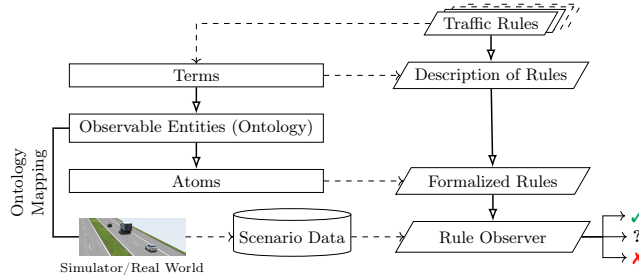 Traffic Rules
Terms
Description of Rules
Observable Entities (Ontology)
Ontology
Mapping
Atoms
Formalized Rules
Scenario Data
Rule Observer
✓
?
✗
Simulator/Real World